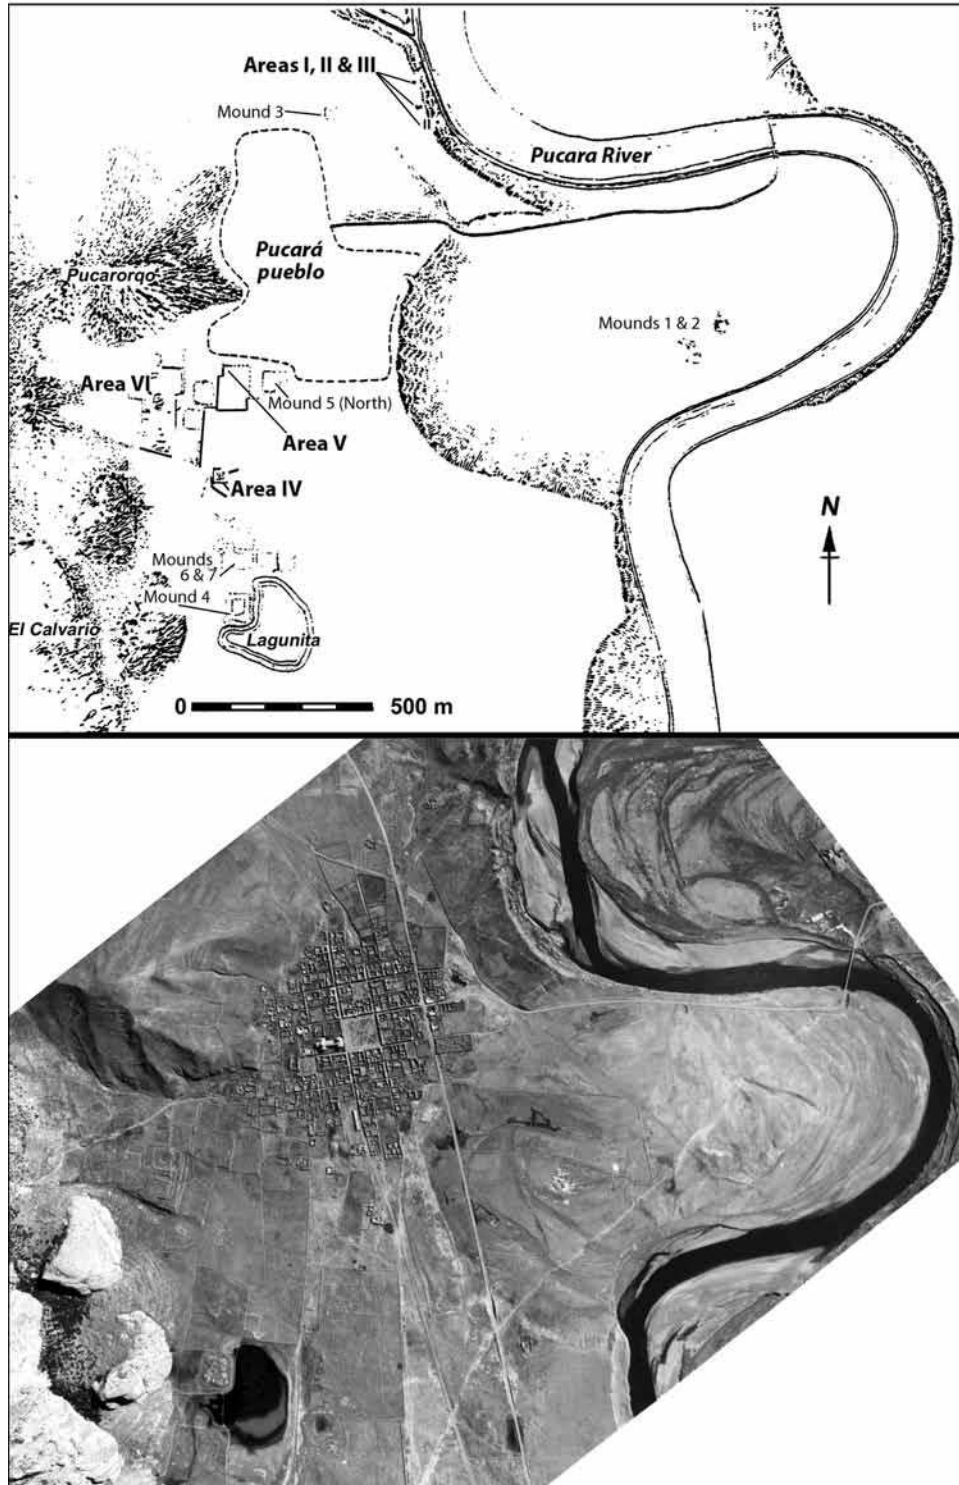 Areas I, II & III
Mound 3
Pucara River
Pucará
pueblo
Pucarorqo
Mounds 1 & 2
Area VI
Mound 5 (North)
Area V
Area IV
N
Mounds
6 & 7
Mound 4
El Calvario
Lagunita
0 500 m